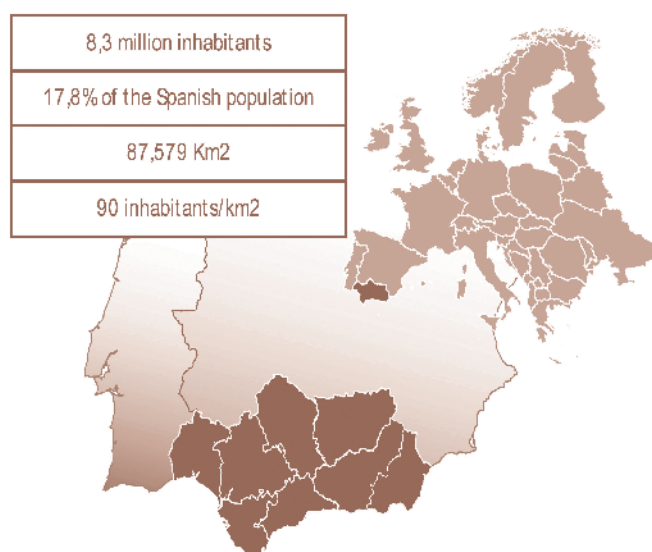 8,3 million inhabitants
17,8% of the Spanish population
87,579 Km2
90 inhabitants/km2